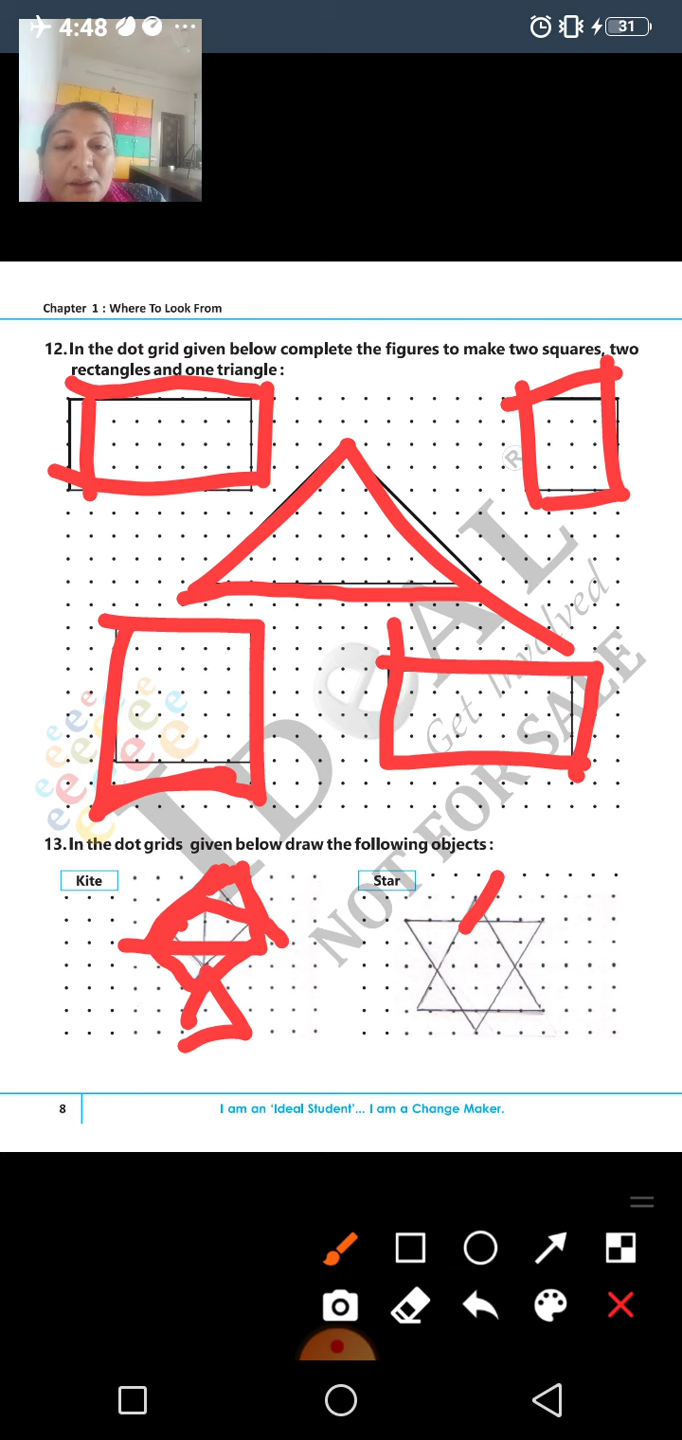 4:48
31
Chapter 1 : Where To Look From
12. In the dot grid given below complete the figures to make two squares, two
rectangles and one triangle :
R
IDeAL
Get Involved
NOT FOR SALE
13. In the dot grids given below draw the following objects :
Kite
Star
8
I am an 'Ideal Student'... I am a Change Maker.